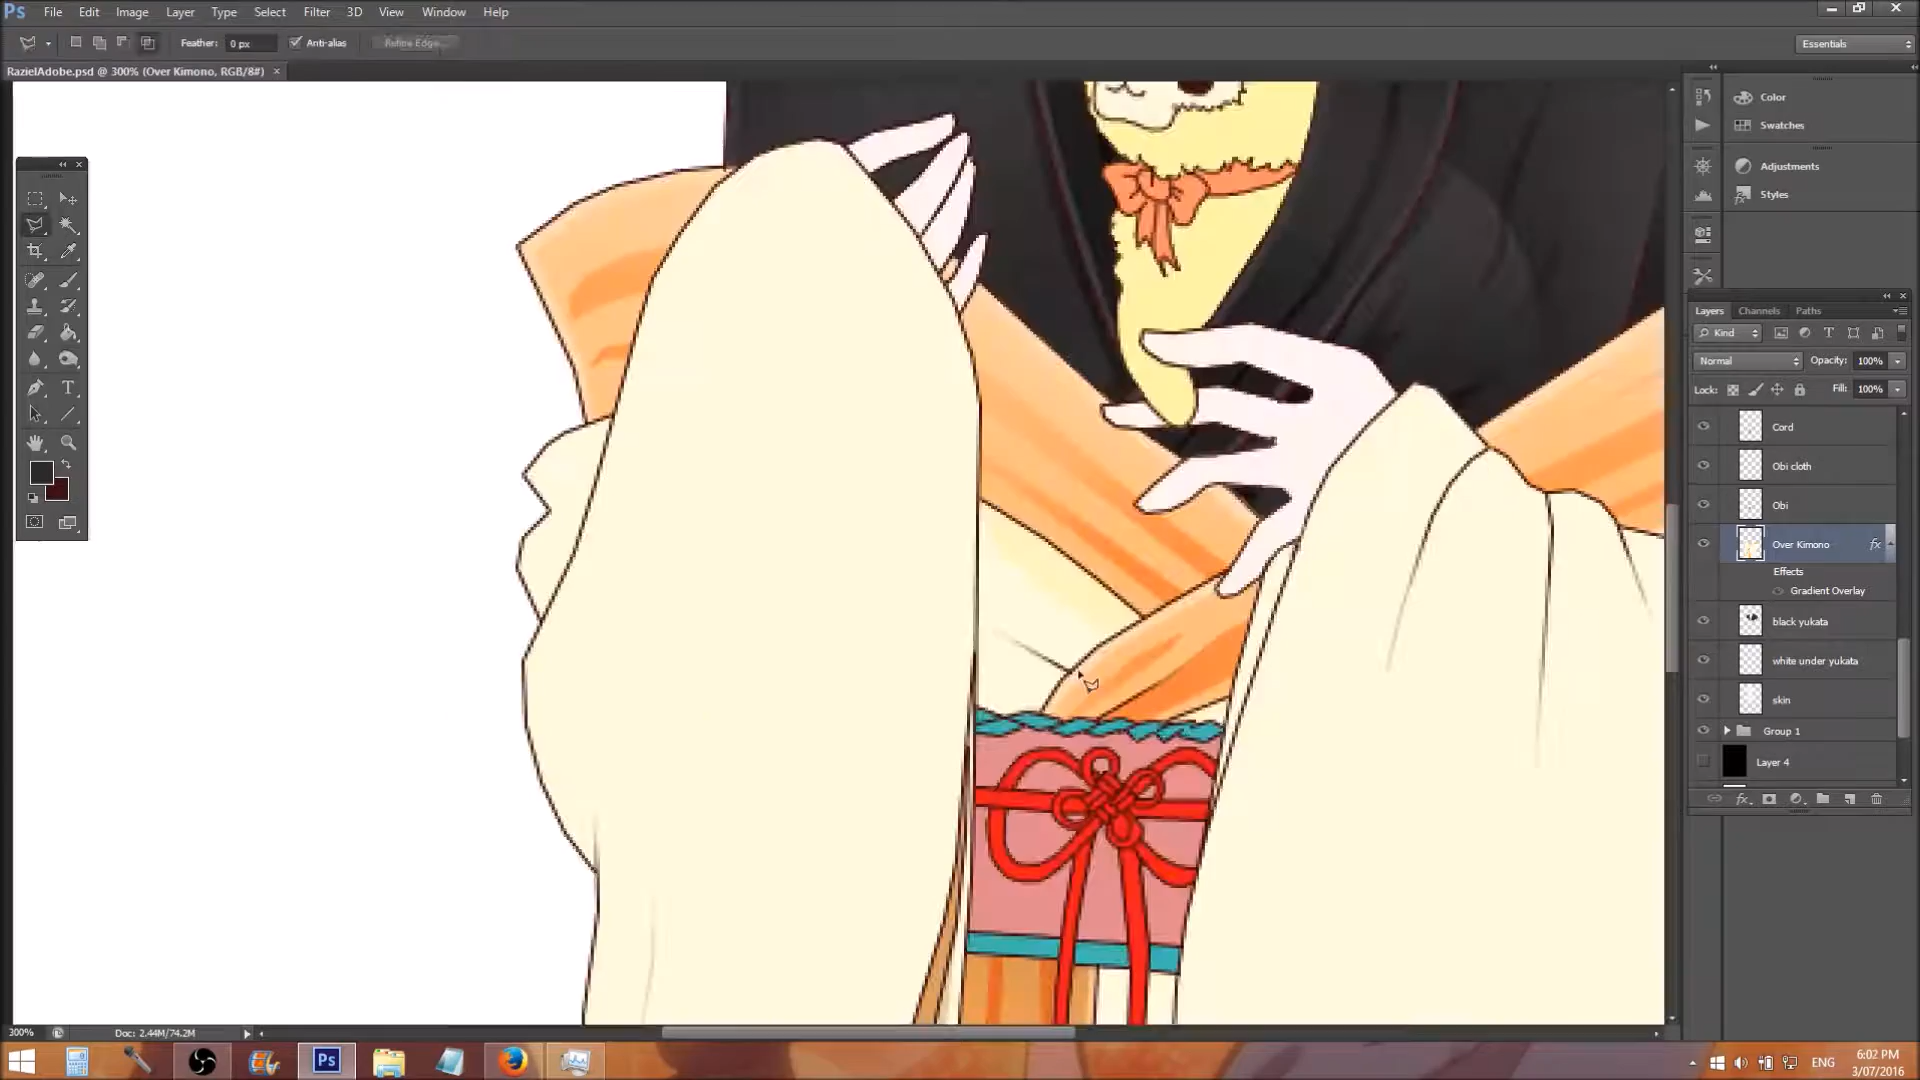 Ps File Edit Image Layer Type Select Filter 3D View Window Help
Feather: 0 px Anti-alias Refine Edge... Essentials
RazielAdobe.psd @ 300% (Over Kimono, RGB/8#) ×
Color
Swatches
Adjustments
Styles
Layers Channels Paths
Kind
Normal Opacity: 100%
Lock: Fill: 100%
Cord
Obi cloth
Obi
Over Kimono fx
Effects
Gradient Overlay
black yukata
white under yukata
skin
Group 1
Layer 4
300% Doc: 2.44M/74.2M
Ps ENG 6:02 PM
3/07/2016